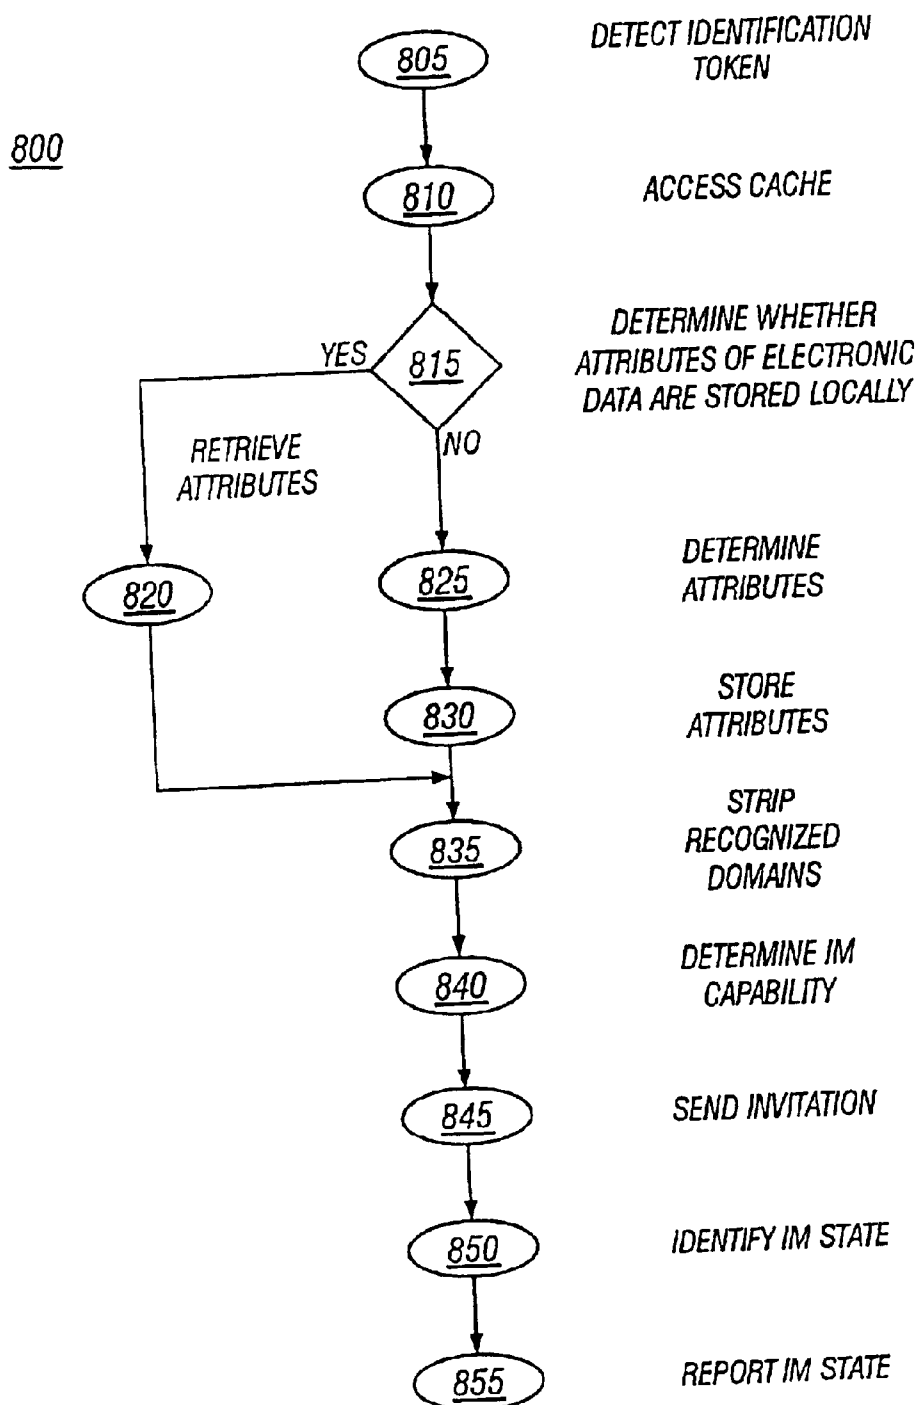 805
DETECT IDENTIFICATION
TOKEN
800
810
ACCESS CACHE
YES
815
DETERMINE WHETHER
ATTRIBUTES OF ELECTRONIC
DATA ARE STORED LOCALLY
NO
RETRIEVE
ATTRIBUTES
820
825
DETERMINE
ATTRIBUTES
830
STORE
ATTRIBUTES
835
STRIP
RECOGNIZED
DOMAINS
840
DETERMINE IM
CAPABILITY
845
SEND INVITATION
850
IDENTIFY IM STATE
855
REPORT IM STATE